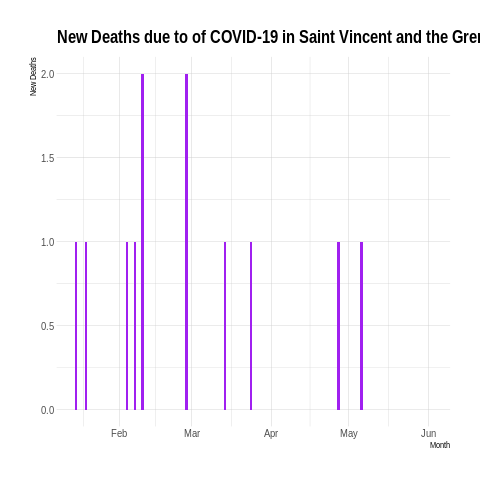 New Deaths due to of COVID-19 in Saint Vincent and the Gren
New Deaths
2.0
1.5
1.0
0.5
0.0
Feb Mar Apr May Jun
Month